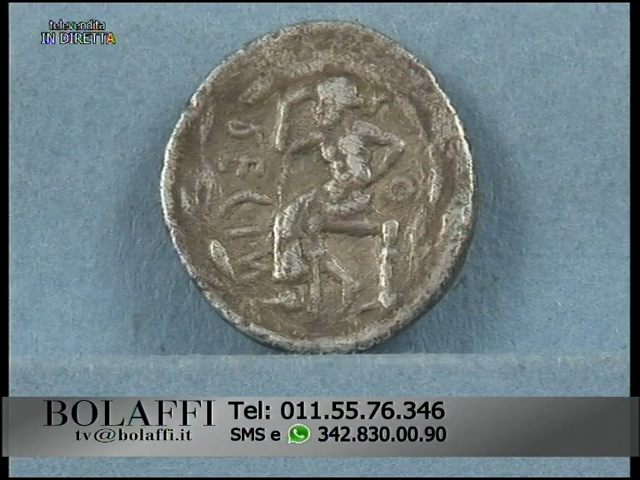 televendita
IN DIRETTA
BOLAFFI
tv@bolaffi.it
Tel: 011.55.76.346
SMS e 342.830.00.90